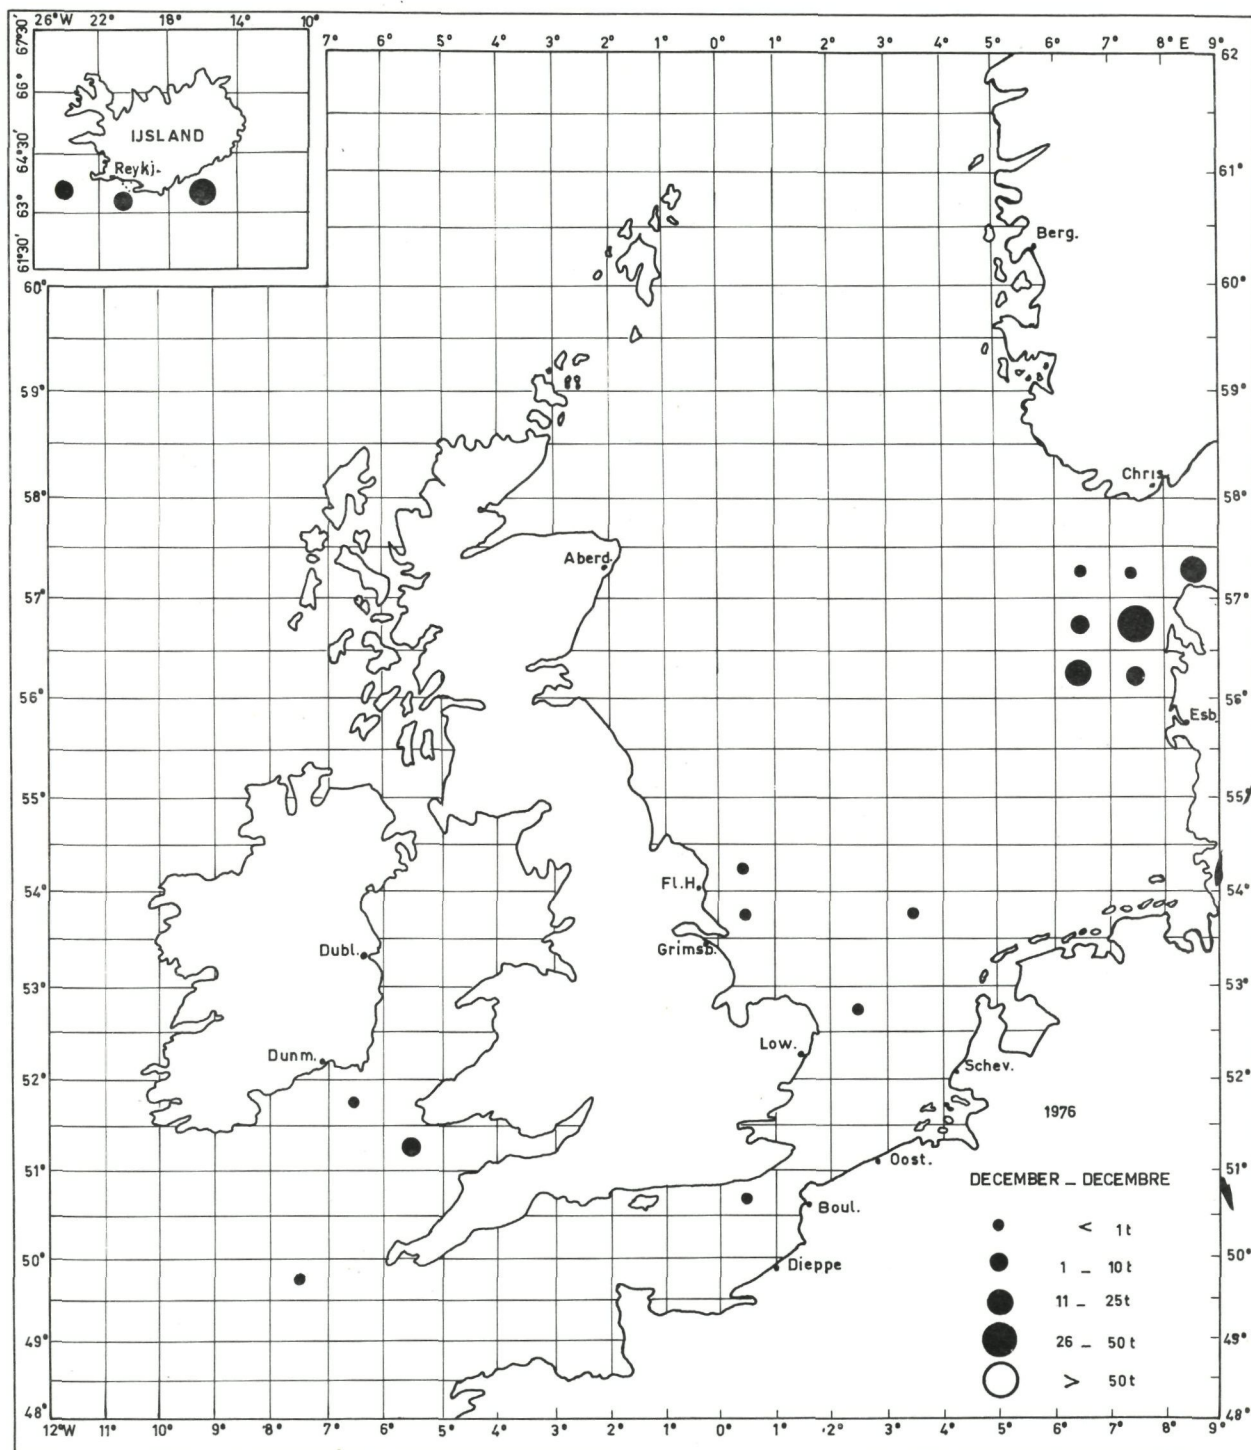 26°W 22° 18° 14° 10°
67°30'
66°
64°30'
63°
61°30'
IJSLAND
Reykj.
7° 6° 5° 4° 3° 2° 1° 0° 1° 2° 3° 4° 5° 6° 7° 8° E 9°
62
61°
Berg.
60° 60°
59° 59°
Chris.
58° 58°
Aberd.
57° 57°
56° 56°
Esb.
55° 55°
54° 54°
Fl.H.
Dubl.
Grimsb.
53° 53°
Low.
Dunm.
Schev.
52° 52°
1976
Oost.
51° 51°
DECEMBER _ DECEMBRE
Boul.
< 1t
50° 50°
Dieppe
1 _ 10t
11 _ 25t
49° 49°
26 _ 50t
> 50t
48° 48°
12°W 11° 10° 9° 8° 7° 6° 5° 4° 3° 2° 1° 0° 1° 2° 3° 4° 5° 6° 7° 8° 9°